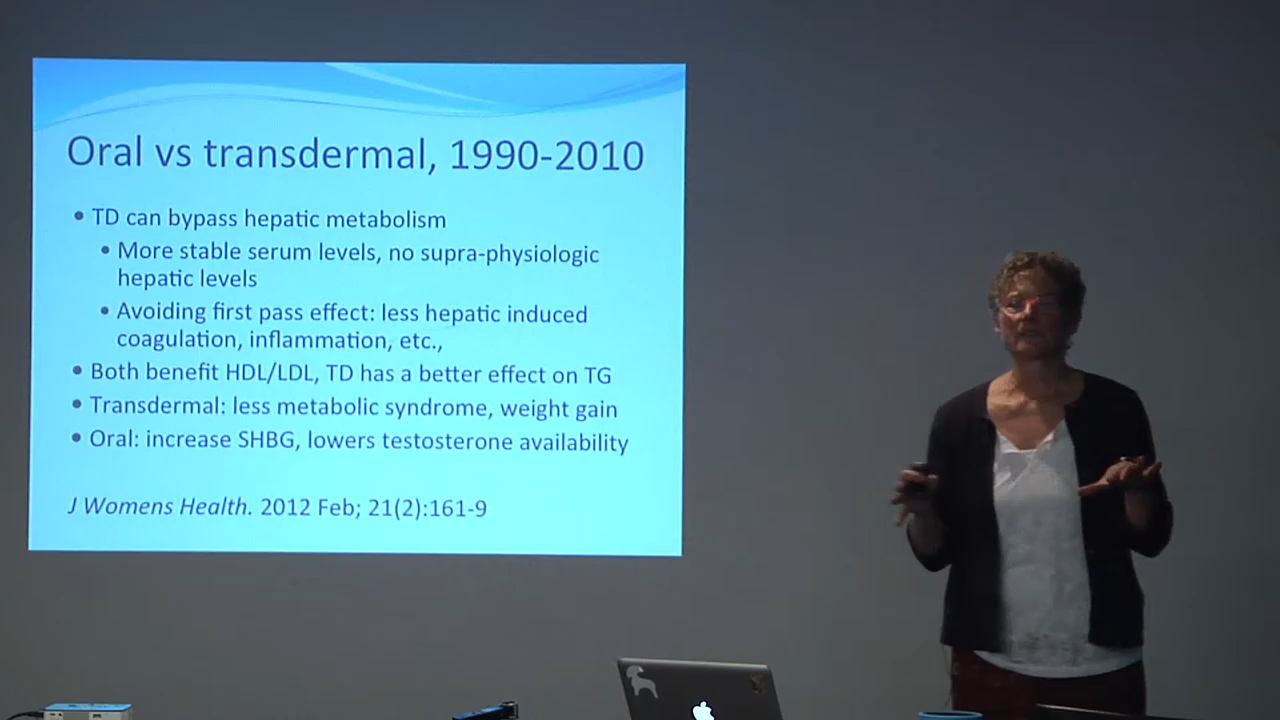 Oral vs transdermal, 1990-2010
• TD can bypass hepatic metabolism
• More stable serum levels, no supra-physiologic
hepatic levels
• Avoiding first pass effect: less hepatic induced
coagulation, inflammation, etc.,
• Both benefit HDL/LDL, TD has a better effect on TG
• Transdermal: less metabolic syndrome, weight gain
• Oral: increase SHBG, lowers testosterone availability
J Womens Health. 2012 Feb; 21(2):161-9